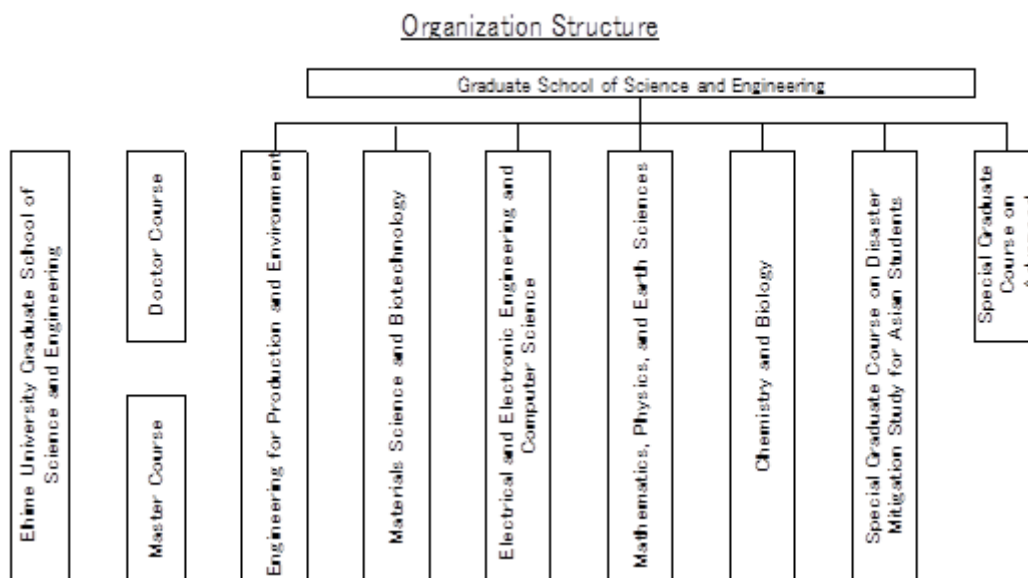 Organization Structure
Graduate School of Science and Engineering
Ehime University Graduate School of
Science and Engineering
Doctor Course
Master Course
Engineering for Production and Environment
Materials Science and Biotechnology
Electrical and Electronic Engineering and
Computer Science
Mathematics, Physics, and Earth Sciences
Chemistry and Biology
Special Graduate Course on Disaster
Mitigation Study for Asian Students
Special Graduate
Course on